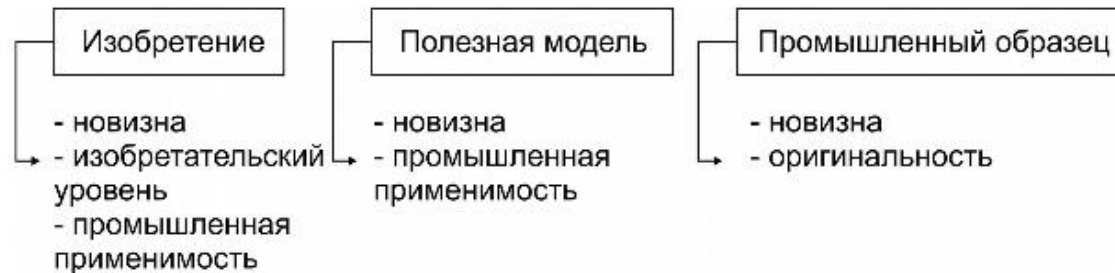 Изобретение
- новизна
- изобретательский
уровень
- промышленная
применимость
Полезная модель
- новизна
- промышленная
применимость
Промышленный образец
- новизна
- оригинальность